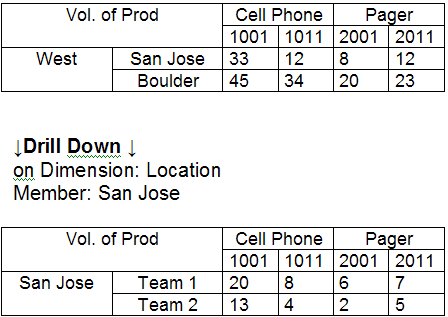 Vol. of Prod Cell Phone Pager
1001 1011 2001 2011
West San Jose 33 12 8 12
Boulder 45 34 20 23
↓Drill Down ↓
on Dimension: Location
Member: San Jose
Vol. of Prod Cell Phone Pager
1001 1011 2001 2011
San Jose Team 1 20 8 6 7
Team 2 13 4 2 5